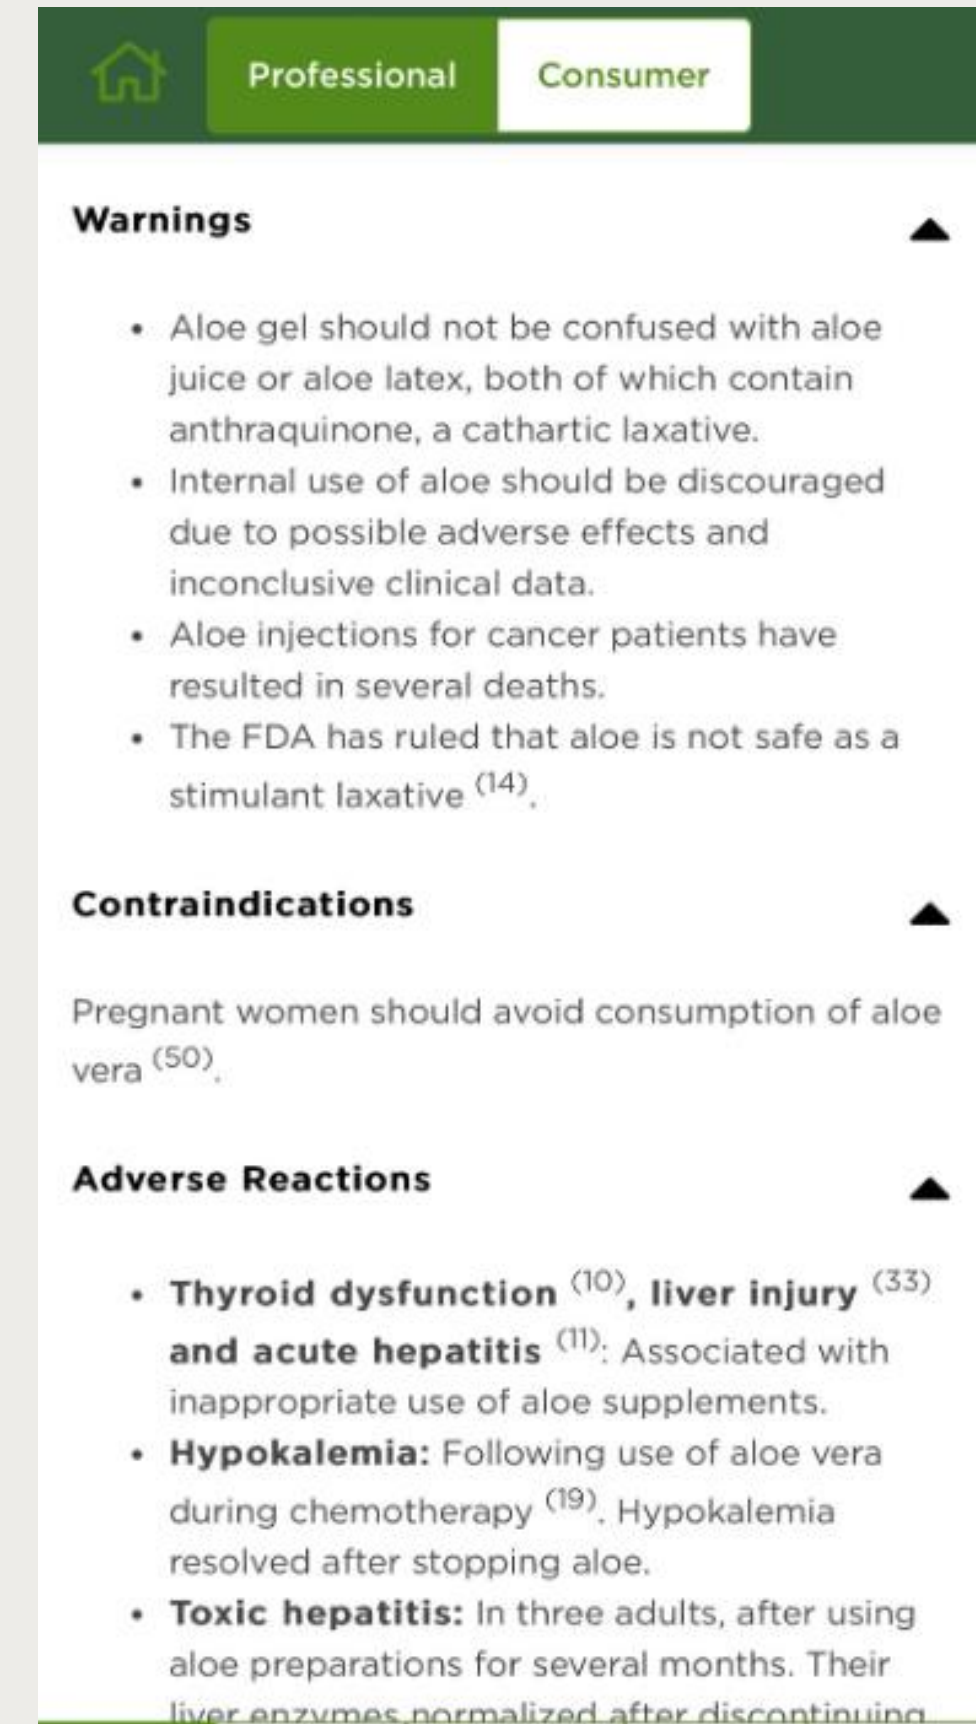 Professional Consumer
Warnings
• Aloe gel should not be confused with aloe
juice or aloe latex, both of which contain
anthraquinone, a cathartic laxative.
• Internal use of aloe should be discouraged
due to possible adverse effects and
inconclusive clinical data.
• Aloe injections for cancer patients have
resulted in several deaths.
• The FDA has ruled that aloe is not safe as a
stimulant laxative (14).
Contraindications
Pregnant women should avoid consumption of aloe
vera (50).
Adverse Reactions
• Thyroid dysfunction (10), liver injury (33)
and acute hepatitis (11): Associated with
inappropriate use of aloe supplements.
• Hypokalemia: Following use of aloe vera
during chemotherapy (19). Hypokalemia
resolved after stopping aloe.
• Toxic hepatitis: In three adults, after using
aloe preparations for several months. Their
liver enzymes normalized after discontinuing